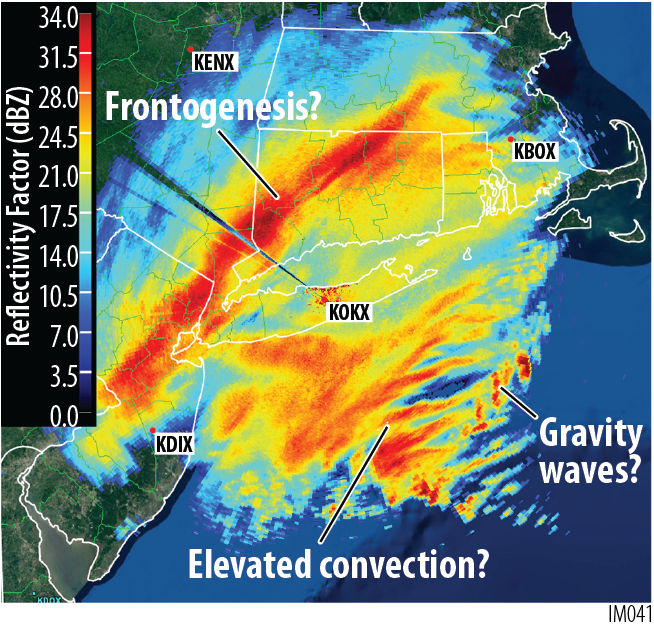 34.0
31.5
28.0
24.5
21.0
17.5
14.0
10.5
7.0
3.5
0.0
Reflectivity Factor (dBZ)
KENX
Frontogenesis?
KBOX
KOKX
KDIX
Gravity
waves?
Elevated convection?
KDOX
IM041